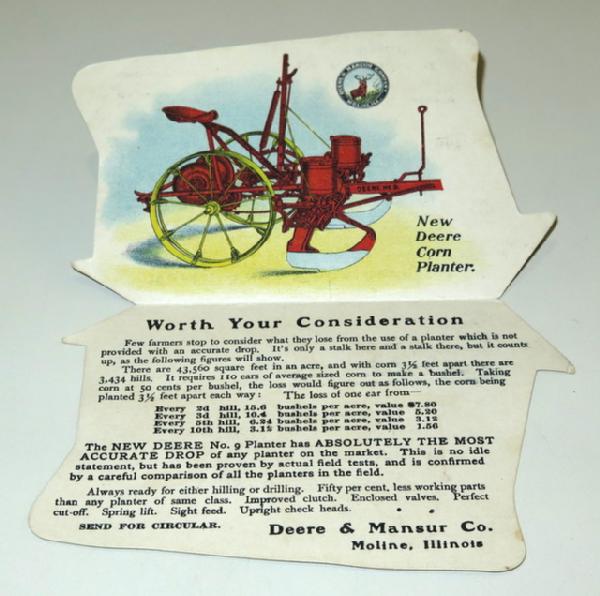 DEERE & MANSUR COMPANY
MOLINE, ILL.
DEERE No.9
New
Deere
Corn
Planter.
Worth Your Consideration
Few farmers stop to consider what they lose from the use of a planter which is not
provided with an accurate drop. It's only a stalk here and a stalk there, but it counts
up, as the following figures will show.
There are 43,560 square feet in an acre, and with corn 3½ feet apart there are
3,434 hills. It requires 110 ears of average sized corn to make a bushel. Taking
corn at 50 cents per bushel, the loss would figure out as follows, the corn being
planted 3½ feet apart each way: The loss of one ear from—
Every 2d hill, 15.6 bushels per acre, value $7.80
Every 3d hill, 10.4 bushels per acre, value 5.20
Every 5th hill, 6.24 bushels per acre, value 3.12
Every 10th hill, 3.12 bushels per acre, value 1.56
The NEW DEERE No. 9 Planter has ABSOLUTELY THE MOST
ACCURATE DROP of any planter on the market. This is no idle
statement, but has been proven by actual field tests, and is confirmed
by a careful comparison of all the planters in the field.
Always ready for either hilling or drilling. Fifty per cent, less working parts
than any planter of same class. Improved clutch. Enclosed valves. Perfect
cut-off. Spring lift. Sight feed. Upright check heads.
SEND FOR CIRCULAR.
Deere & Mansur Co.
Moline, Illinois